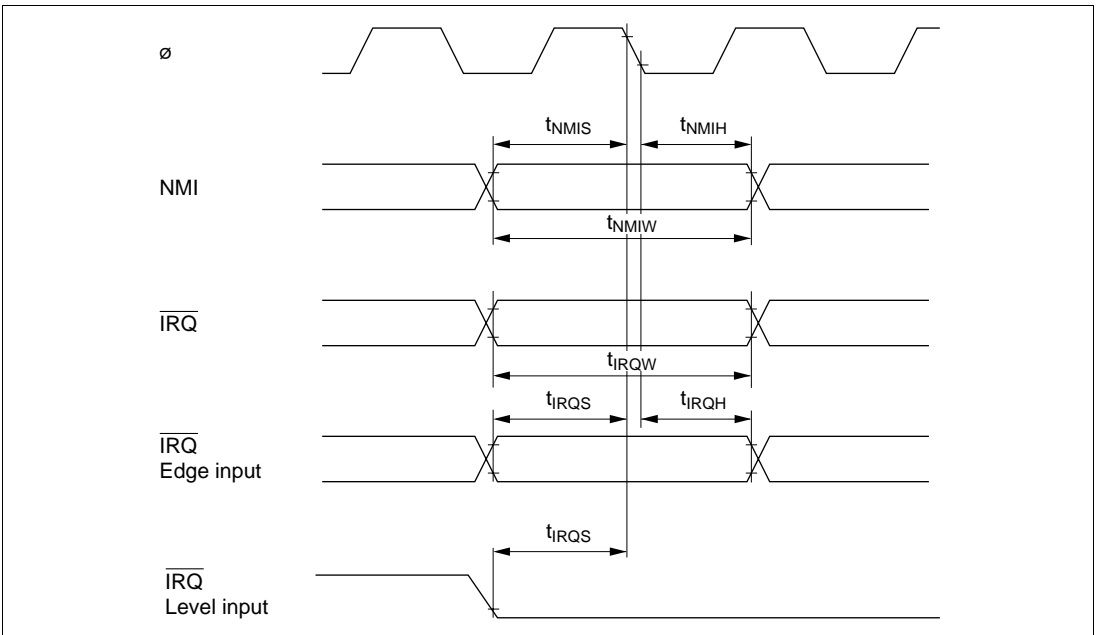 ø
tNMIS
tNMIH
NMI
tNMIW
IRQ
tIRQW
tIRQS
tIRQH
IRQ
Edge input
tIRQS
IRQ
Level input